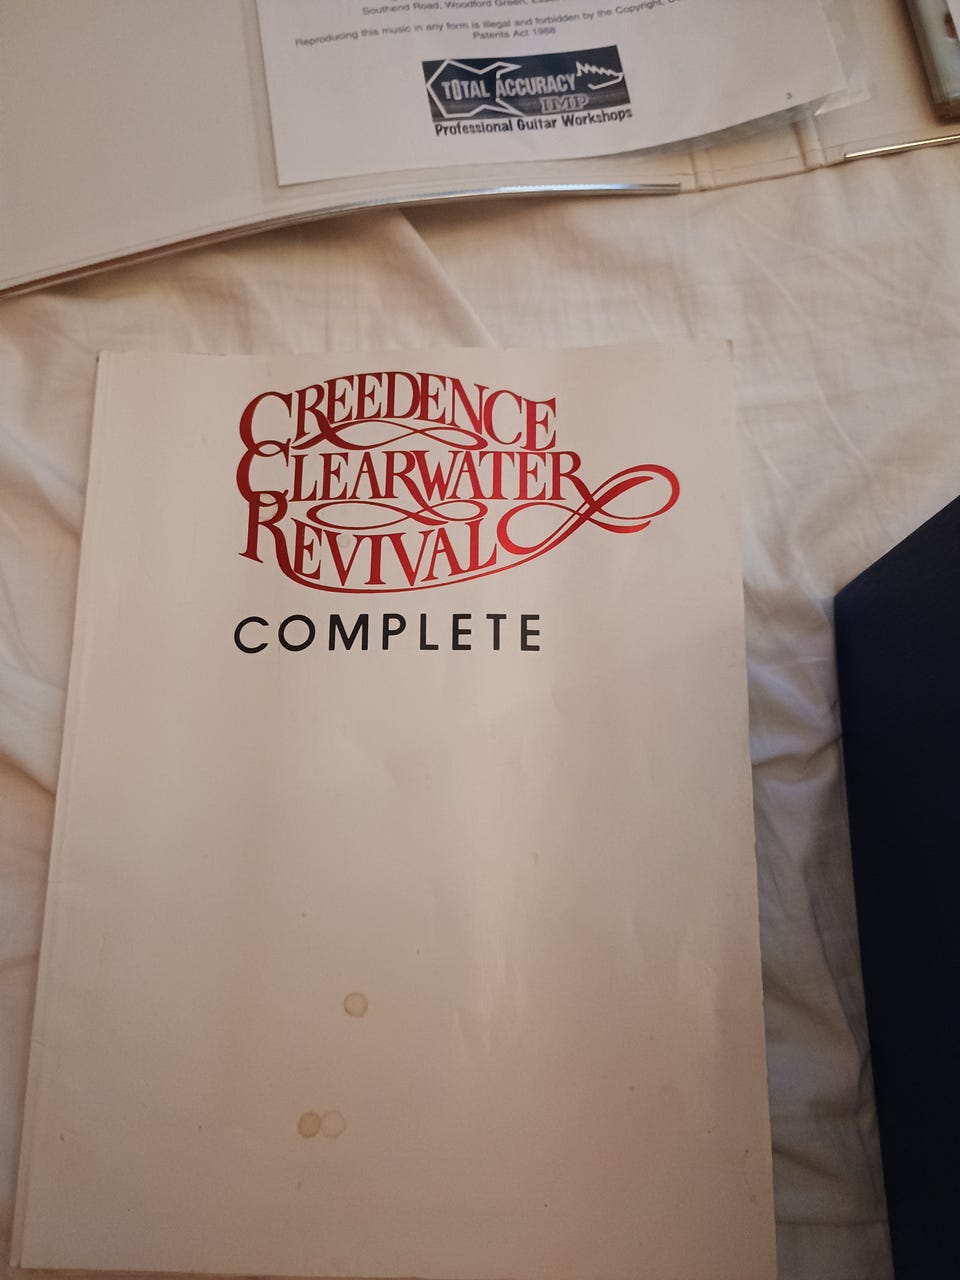 Southend Road, Woodford Green,
Reproducing this music in any form is illegal and forbidden by the Copyright,
Patents Act 1988
TOTAL ACCURACY
IMP
Professional Guitar Workshops
3
CREEDENCE
CLEARWATER
REVIVAL
COMPLETE